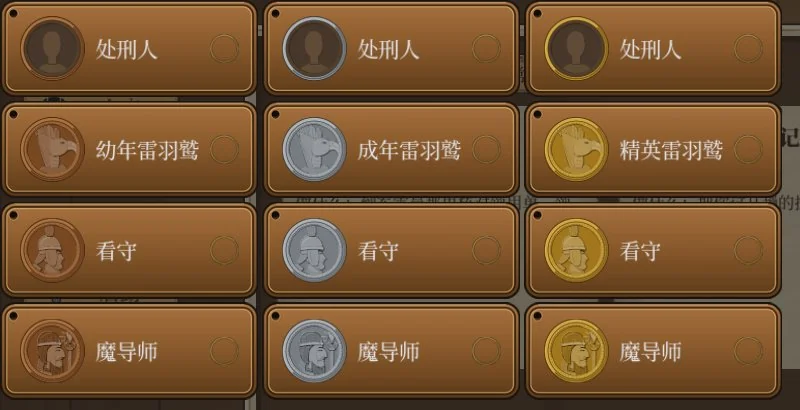 处刑人
处刑人
处刑人
幼年雷羽鹫
成年雷羽鹫
精英雷羽鹫
看守
看守
看守
魔导师
魔导师
魔导师
记